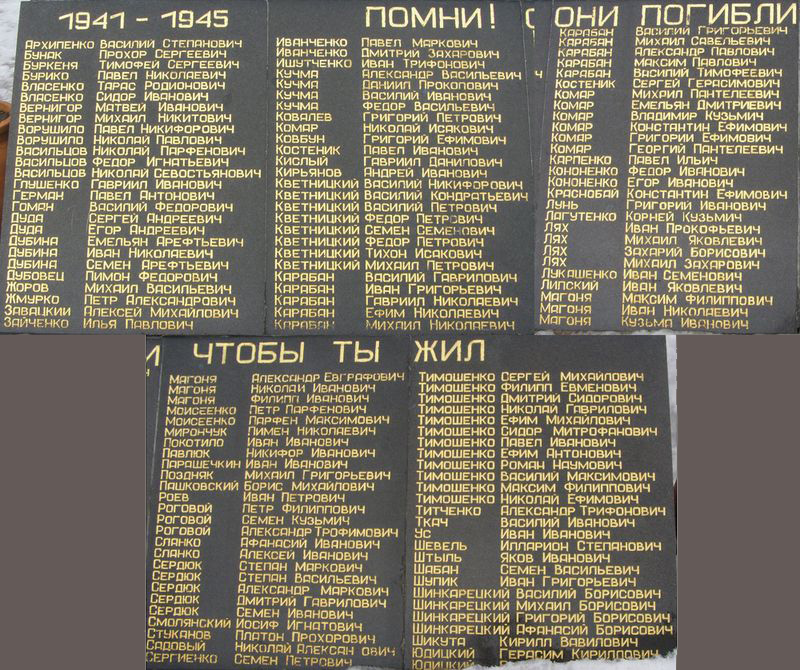 1941 - 1945
АРХИПЕНКО ВАСИЛИЙ СТЕПАНОВИЧ
БУНАК ПРОХОР СЕРГЕЕВИЧ
БУРКЕНЯ ТИМОФЕЙ СЕРГЕЕВИЧ
БУРИКО ПАВЕЛ НИКОЛАЕВИЧ
ВЛАСЕНКО ТАРАС РОДИОНОВИЧ
ВЛАСЕНКО СИДОР ИВАНОВИЧ
ВЕРНИГОР МАТВЕЙ ИВАНОВИЧ
ВЕРНИГОР МИХАИЛ НИКИТОВИЧ
ВОРУШИЛО ПАВЕЛ НИКИФОРОВИЧ
ВОРУШИЛО НИКОЛАЙ ПАВЛОВИЧ
ВАСИЛЬЦОВ НИКОЛАЙ ПАРФЕНОВИЧ
ВАСИЛЬЦОВ ФЕДОР ИГНАТЬЕВИЧ
ВАСИЛЬЦОВ НИКОЛАЙ СЕВОСТЬЯНОВИЧ
ГЛУШЕНКО ГАВРИИЛ ИВАНОВИЧ
ГЕРМАН ПАВЕЛ АНТОНОВИЧ
ГОМАН ВАСИЛИЙ ФЕДОРОВИЧ
ДУДА СЕРГЕЙ АНДРЕЕВИЧ
ДУДА ЕГОР АНДРЕЕВИЧ
ДУБИНА ЕМЕЛЬЯН АРЕФТЬЕВИЧ
ДУБИНА ИВАН НИКОЛАЕВИЧ
ДУБИНА СЕМЕН АРЕФТЬЕВИЧ
ДУБОВЕЦ ПИМОН ФЕДОРОВИЧ
ЖОРОВ МИХАИЛ ВАСИЛЬЕВИЧ
ЖМУРКО ПЕТР АЛЕКСАНДРОВИЧ
ЗАВАЦКИЙ АЛЕКСЕЙ МИХАЙЛОВИЧ
ЗАЙЧЕНКО ИЛЬЯ ПАВЛОВИЧ
ПОМНИ!
ИВАНЧЕНКО ПАВЕЛ МАРКОВИЧ
ИВАНЧЕНКО ДМИТРИЙ ЗАХАРОВИЧ
ИЩУТЧЕНКО ИВАН ТРИФОНОВИЧ
КУЧМА АЛЕКСАНДР ВАСИЛЬЕВИЧ
КУЧМА ДАНИИЛ ПРОКОПОВИЧ
КУЧМА ВАСИЛИЙ ИВАНОВИЧ
КУЧМА ФЕДОР ВАСИЛЬЕВИЧ
КОВАЛЕВ ГРИГОРИЙ ПЕТРОВИЧ
КОМАР НИКОЛАЙ ИСАКОВИЧ
КОВБУН ГРИГОРИЙ ЕФИМОВИЧ
КОСТЕНИК ПАВЕЛ ИВАНОВИЧ
КИСЛЫЙ ГАВРИИЛ ДАНИЛОВИЧ
КИРЬЯНОВ АНДРЕЙ ИВАНОВИЧ
КВЕТНИЦКИЙ ВАСИЛИЙ НИКИФОРОВИЧ
КВЕТНИЦКИЙ ВАСИЛИЙ КОНДРАТЬЕВИЧ
КВЕТНИЦКИЙ ВАСИЛИЙ ПЕТРОВИЧ
КВЕТНИЦКИЙ ФЕДОР ПЕТРОВИЧ
КВЕТНИЦКИЙ СЕМЕН СЕМЕНОВИЧ
КВЕТНИЦКИЙ ФЕДОР ПЕТРОВИЧ
КВЕТНИЦКИЙ ТИХОН ИСАКОВИЧ
КВЕТНИЦКИЙ МИХАИЛ ПЕТРОВИЧ
КАРАБАН ВАСИЛИЙ ГАВРИЛОВИЧ
КАРАБАН ИВАН ГРИГОРЬЕВИЧ
КАРАБАН ГАВРИИЛ НИКОЛАЕВИЧ
КАРАБАН ЕФИМ НИКОЛАЕВИЧ
КАРАБАН МИХАИЛ НИКОЛАЕВИЧ
ОНИ ПОГИБЛИ
КАРАБАН ВАСИЛИЙ ГРИГОРЬЕВИЧ
КАРАБАН МИХАИЛ САВЕЛЬЕВИЧ
КАРАБАН АЛЕКСАНДР ПАВЛОВИЧ
КАРАБАН МАКСИМ ПАВЛОВИЧ
КАРАБАН ВАСИЛИЙ ТИМОФЕЕВИЧ
КОСТЕНИК СЕРГЕЙ ГЕРАСИМОВИЧ
КОМАР МИХАИЛ ПАНТЕЛЕЕВИЧ
КОМАР ЕМЕЛЬЯН ДМИТРИЕВИЧ
КОМАР ВЛАДИМИР КУЗЬМИЧ
КОМАР КОНСТАНТИН ЕФИМОВИЧ
КОМАР ГРИГОРИЙ ЕФИМОВИЧ
КОМАР ГЕОРГИЙ ПАНТЕЛЕЕВИЧ
КАРПЕНКО ПАВЕЛ ИЛЬИЧ
КОНОНЕНКО ФЕДОР ИВАНОВИЧ
КОНОНЕНКО ЕГОР ИВАНОВИЧ
КРАСНОБАЙ КОНСТАНТИН ЕФИМОВИЧ
ЛУНЬ ГРИГОРИЙ ИВАНОВИЧ
ЛАГУТЕНКО КОРНЕЙ КУЗЬМИЧ
ЛЯХ ИВАН ПРОКОФЬЕВИЧ
ЛЯХ МИХАИЛ ЯКОВЛЕВИЧ
ЛЯХ ЗАХАРИЙ БОРИСОВИЧ
ЛЯХ МИХАИЛ ЗАХАРОВИЧ
ЛУКАШЕНКО ИВАН СЕМЕНОВИЧ
ЛИПСКИЙ ИВАН ЯКОВЛЕВИЧ
МАГОНЯ МАКСИМ ФИЛИППОВИЧ
МАГОНЯ ИВАН НИКОЛАЕВИЧ
МАГОНЯ КУЗЬМА ИВАНОВИЧ
И ЧТОБЫ ТЫ ЖИЛ
МАГОНЯ АЛЕКСАНДР ЕВГРАФОВИЧ
МАГОНЯ НИКОЛАЙ ИВАНОВИЧ
МАГОНЯ ФИЛИПП ИВАНОВИЧ
МОИСЕЕНКО ПЕТР ПАРФЕНОВИЧ
МОИСЕЕНКО ПАРФЕН МАКСИМОВИЧ
МИРОНЧУК ПИМЕН НИКОЛАЕВИЧ
ПОКОТИЛО ИВАН ИВАНОВИЧ
ПАВЛЮК НИКИФОР ИВАНОВИЧ
ПАРАЩЕЧКИН ИВАН ИВАНОВИЧ
ПОЗДНЯК МИХАИЛ ГРИГОРЬЕВИЧ
ПАШКОВСКИЙ БОРИС МИХАЙЛОВИЧ
РОЕВ ИВАН ПЕТРОВИЧ
РОГОВОЙ ПЕТР ФИЛИППОВИЧ
РОГОВОЙ СЕМЕН КУЗЬМИЧ
РОГОВОЙ АЛЕКСАНДР ТРОФИМОВИЧ
СЛАНКО АФАНАСИЙ ИВАНОВИЧ
СЛАНКО АЛЕКСЕЙ ИВАНОВИЧ
СЕРДЮК СТЕПАН МАРКОВИЧ
СЕРДЮК СТЕПАН ВАСИЛЬЕВИЧ
СЕРДЮК АЛЕКСАНДР МАРКОВИЧ
СЕРДЮК ДМИТРИЙ ГАВРИЛОВИЧ
СЕРДЮК СЕМЕН ИВАНОВИЧ
СМОЛЯНСКИЙ ИОСИФ ИГНАТОВИЧ
СТУКАНОВ ПЛАТОН ПРОХОРОВИЧ
САДОВЫЙ НИКОЛАЙ АЛЕКСАН ОВИЧ
СЕРГИЕНКО СЕМЕН ПЕТРОВИЧ
ТИМОШЕНКО СЕРГЕЙ МИХАЙЛОВИЧ
ТИМОШЕНКО ФИЛИПП ЕВМЕНОВИЧ
ТИМОШЕНКО ДМИТРИЙ СИДОРОВИЧ
ТИМОШЕНКО НИКОЛАЙ ГАВРИЛОВИЧ
ТИМОШЕНКО ЕФИМ МИХАЙЛОВИЧ
ТИМОШЕНКО СИДОР МИТРОФАНОВИЧ
ТИМОШЕНКО ПАВЕЛ ИВАНОВИЧ
ТИМОШЕНКО ЕФИМ АНТОНОВИЧ
ТИМОШЕНКО РОМАН НАУМОВИЧ
ТИМОШЕНКО ВАСИЛИЙ МАКСИМОВИЧ
ТИМОШЕНКО МАКСИМ ФИЛИППОВИЧ
ТИМОШЕНКО НИКОЛАЙ ЕФИМОВИЧ
ТИТЧЕНКО АЛЕКСАНДР ТРИФОНОВИЧ
ТКАЧ ВАСИЛИЙ ИВАНОВИЧ
УС ИВАН ИВАНОВИЧ
ШЕВЕЛЬ ИЛЛАРИОН СТЕПАНОВИЧ
ШТЫЛЬ ЯКОВ ИВАНОВИЧ
ШАБАН СЕМЕН ВАСИЛЬЕВИЧ
ШУПИК ИВАН ГРИГОРЬЕВИЧ
ШИНКАРЕЦКИЙ ВАСИЛИЙ БОРИСОВИЧ
ШИНКАРЕЦКИЙ МИХАИЛ БОРИСОВИЧ
ШИНКАРЕЦКИЙ ГРИГОРИЙ БОРИСОВИЧ
ШИНКАРЕЦКИЙ АФАНАСИЙ БОРИСОВИЧ
ШИКУТА КИРИЛЛ ВАВИЛОВИЧ
ЮДИЦКИЙ ГЕРАСИМ КИРИЛЛОВИЧ
ЮДИЦКИЙ